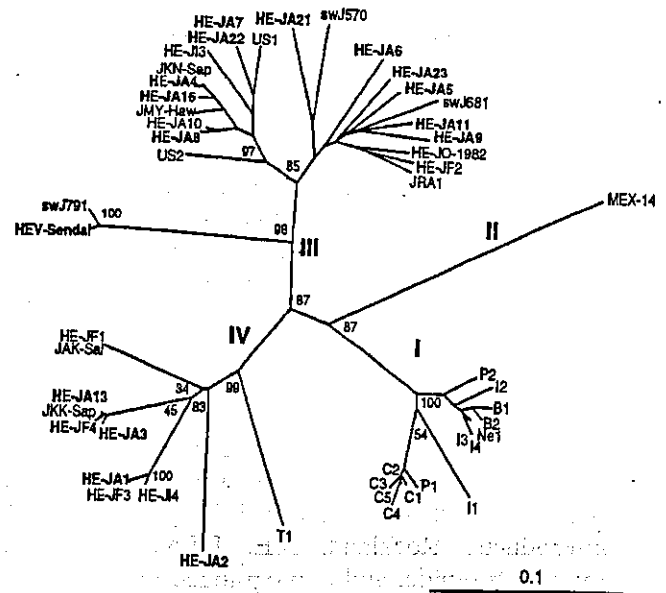 HE-JA7
HE-JA21
swJ570
HE-JA22
US1
HE-JI3
HE-JA6
JKN-Sap
HE-JA4
HE-JA23
HE-JA16
HE-JA5
JMY-Haw
swJ681
HE-JA10
HE-JA11
HE-JA8
HE-JA9
US2
97
85
HE-JO-1982
HE-JF2
JRA1
swJ791
100
MEX-14
HEV-Sendai
98
III
II
87
87
IV
I
HE-JF1
JAK-Sai
P2
I2
34
99
100
B1
HE-JA13
B2
JKK-Sap
45
83
54
I3
I4
Ne1
HE-JF4
HE-JA3
C2
HE-JA1
100
C3
P1
HE-JF3
HE-JI4
C5
C1
I1
C4
T1
HE-JA2
0.1